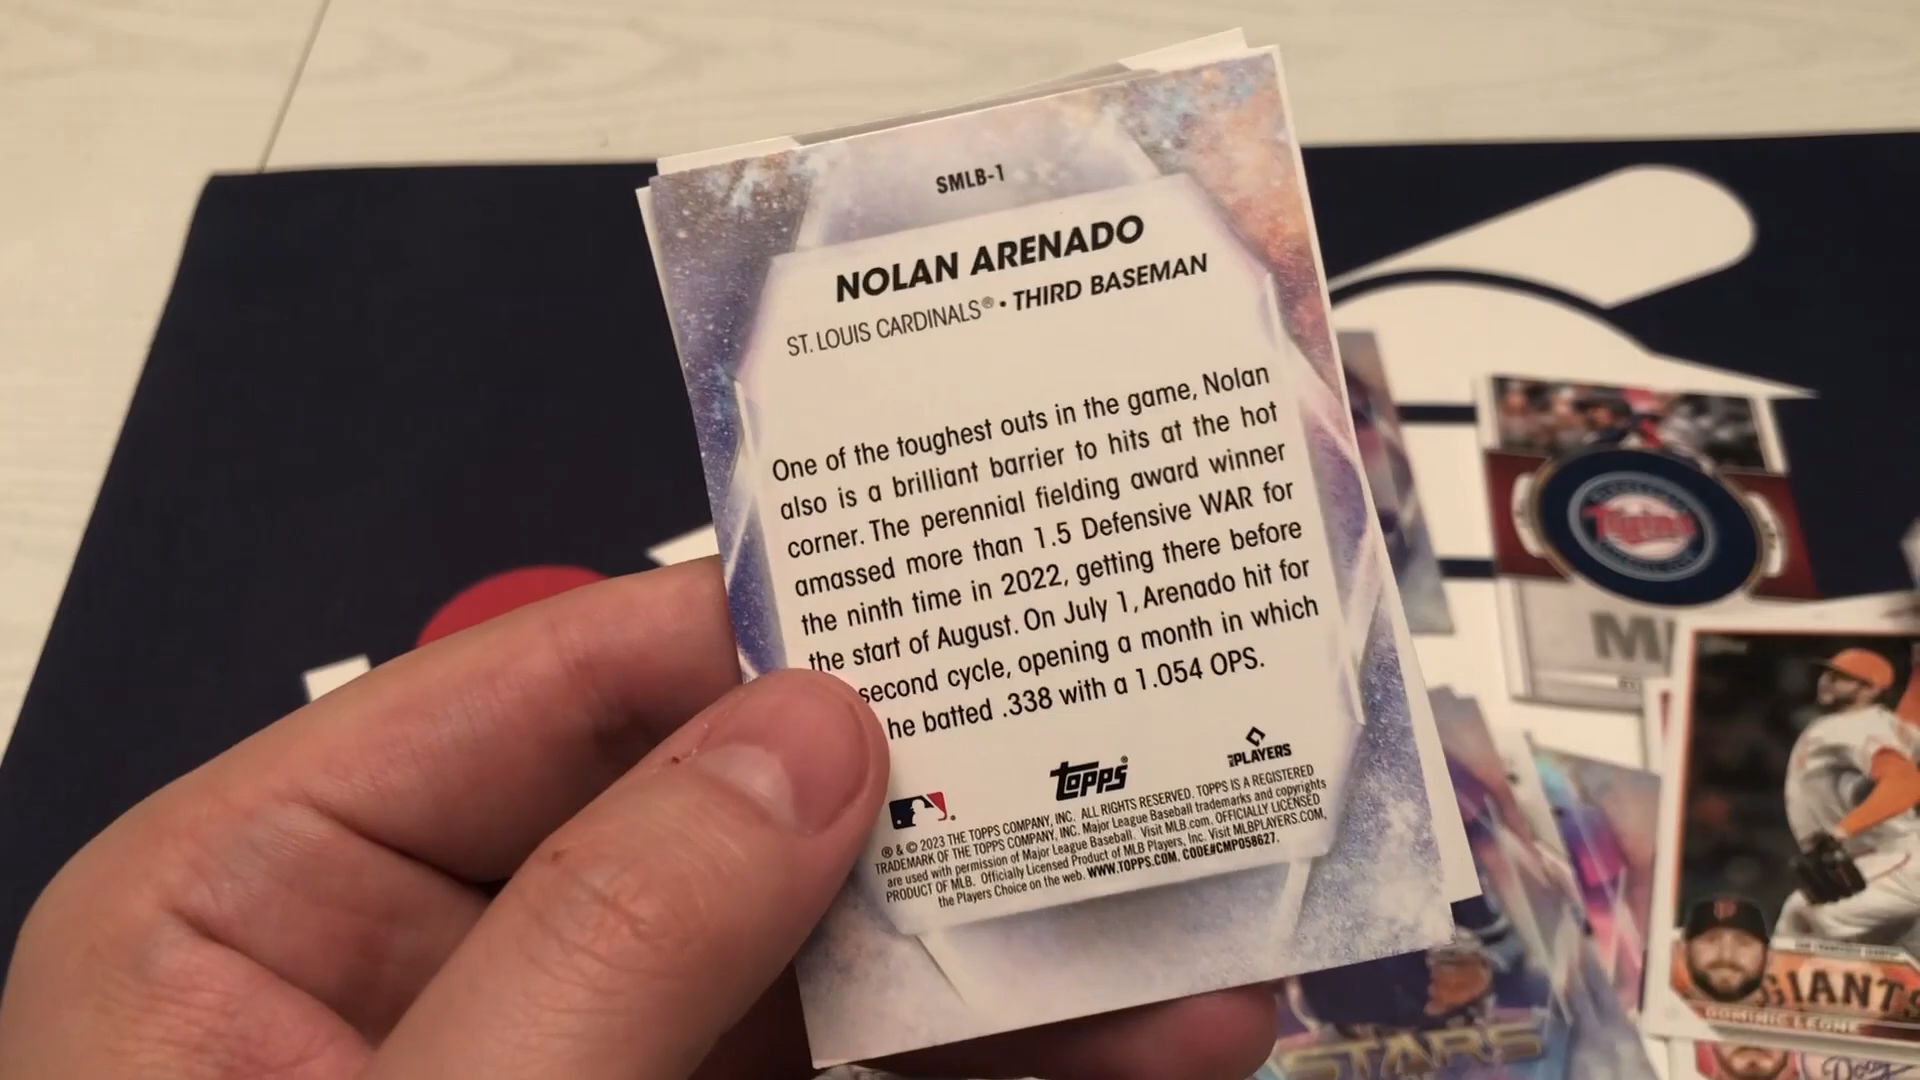 SMLB-1
NOLAN ARENADO
ST. LOUIS CARDINALS® • THIRD BASEMAN
One of the toughest outs in the game, Nolan
also is a brilliant barrier to hits at the hot
corner. The perennial fielding award winner
amassed more than 1.5 Defensive WAR for
the ninth time in 2022, getting there before
the start of August. On July 1, Arenado hit for
second cycle, opening a month in which
he batted .338 with a 1.054 OPS.
Topps®
PLAYERS
® & © 2023 THE TOPPS COMPANY, INC. ALL RIGHTS RESERVED. TOPPS IS A REGISTERED
TRADEMARK OF THE TOPPS COMPANY, INC. Major League Baseball trademarks and copyrights
are used with permission of Major League Baseball. Visit MLB.com. OFFICIALLY LICENSED
PRODUCT OF MLB. Officially Licensed Product of MLB Players, Inc. Visit MLBPLAYERS.COM,
the Players Choice on the web. WWW.TOPPS.COM. CODE#CMP058627.
Twins
GIANTS
DOMINIC LEONE
STARS